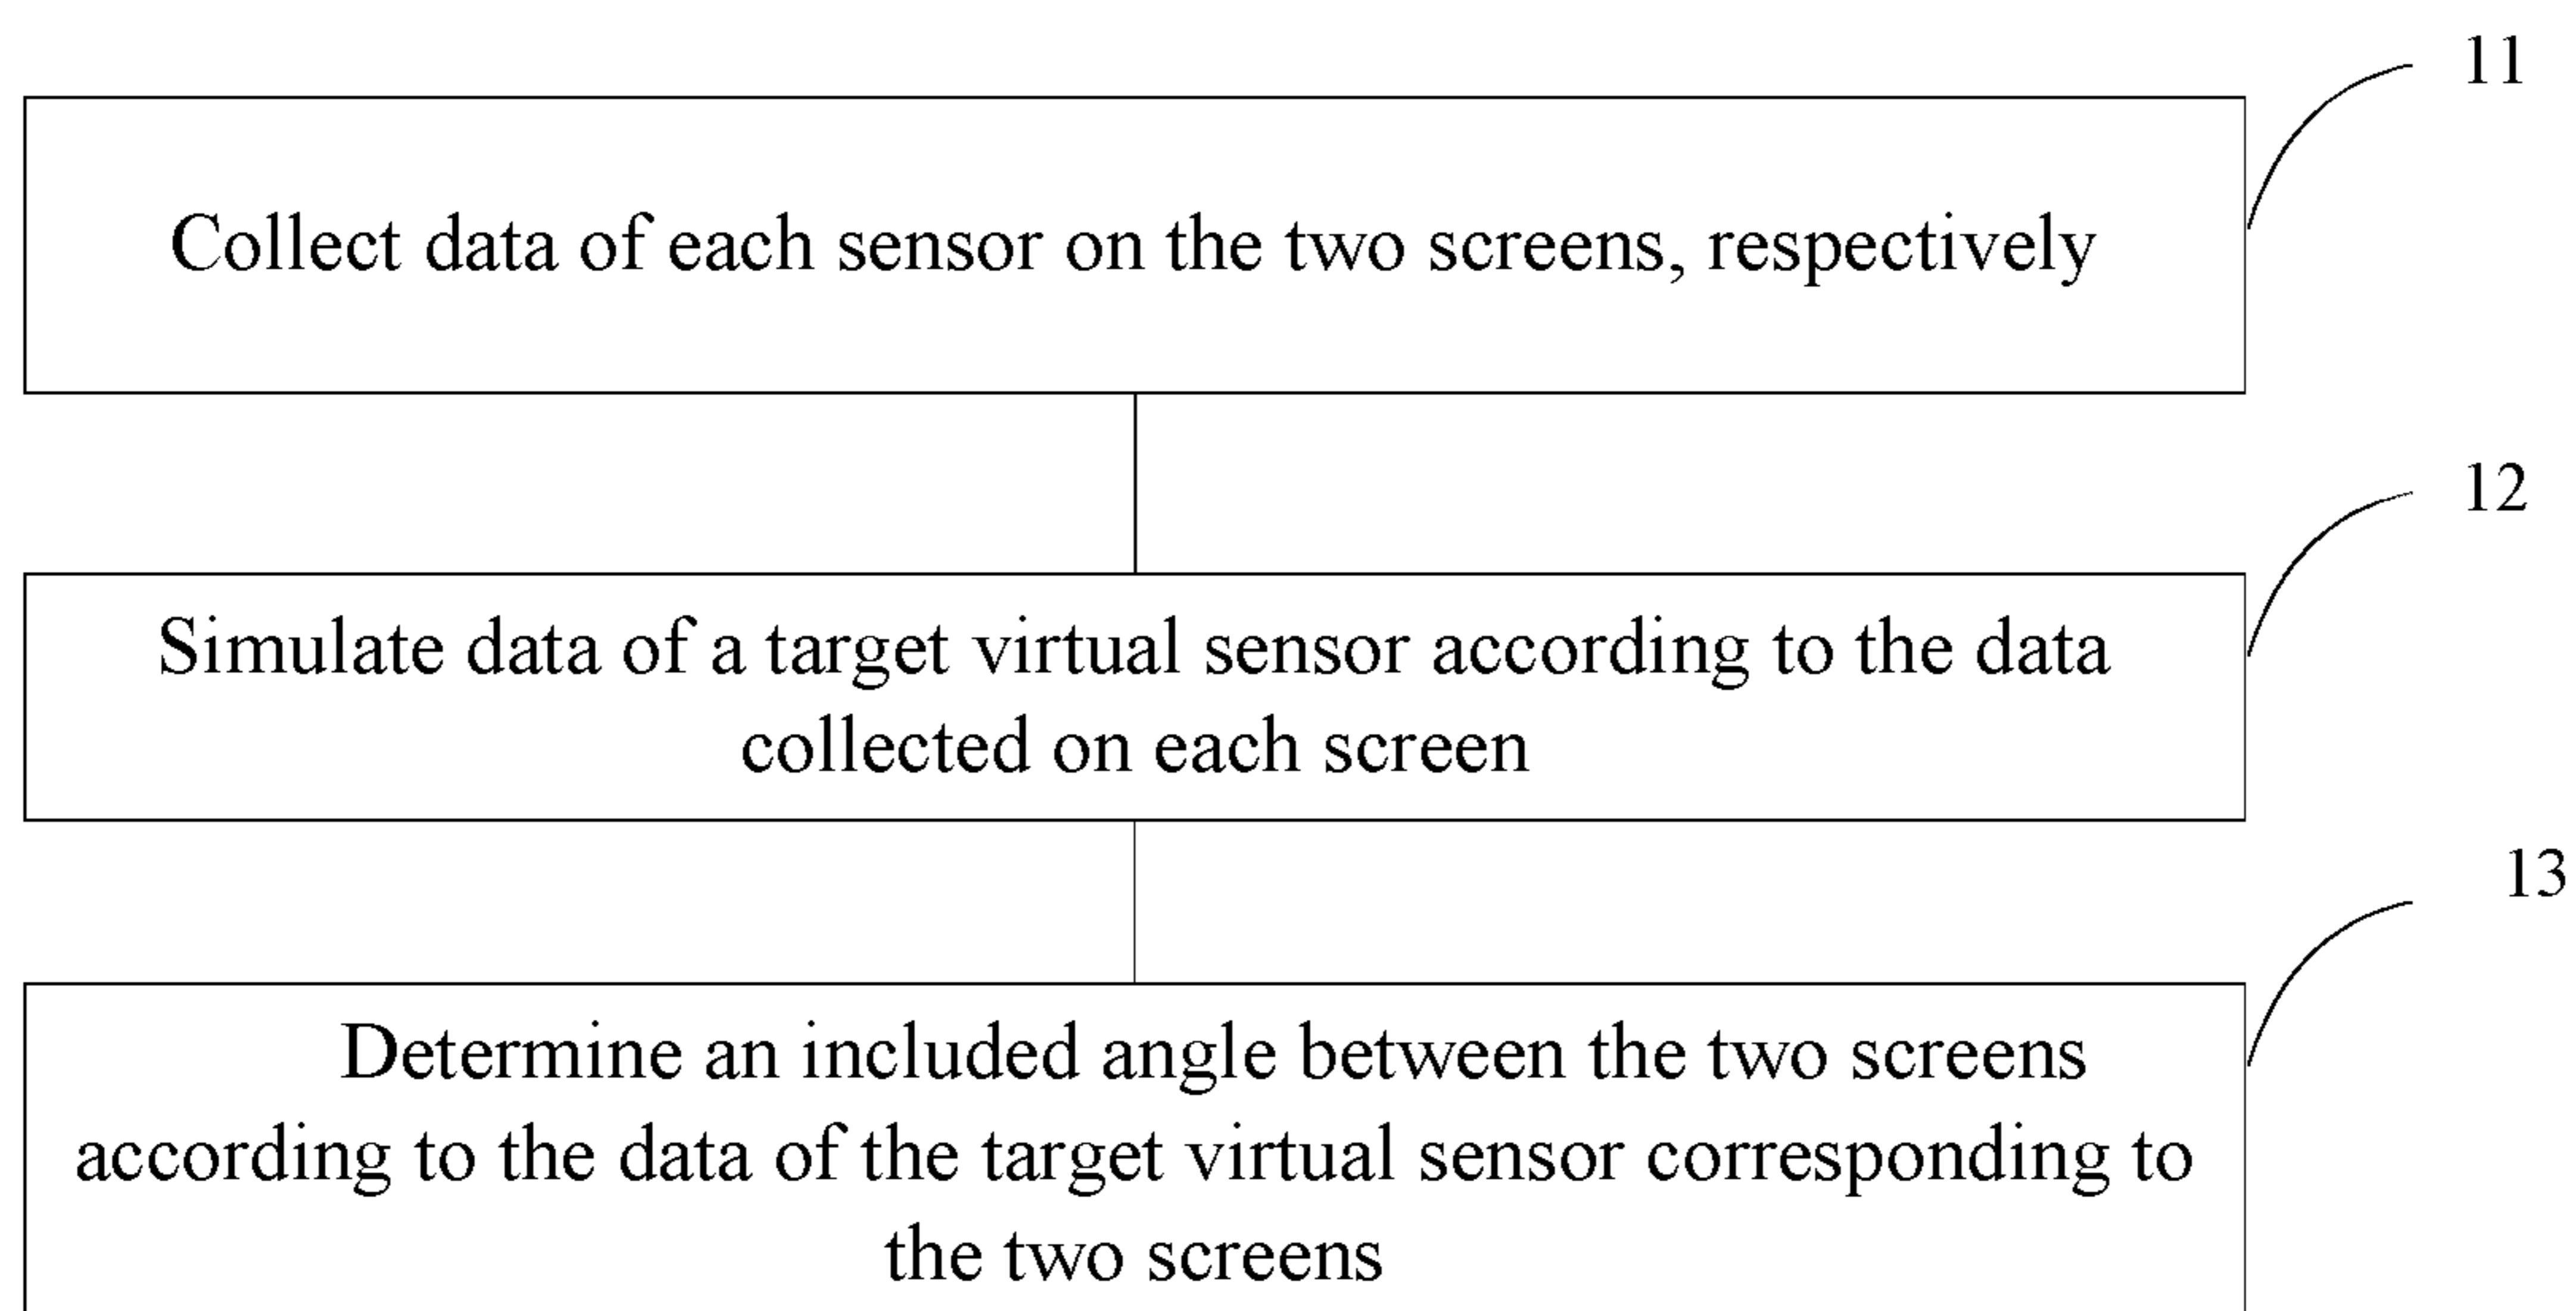 11
Collect data of each sensor on the two screens, respectively
12
Simulate data of a target virtual sensor according to the data
collected on each screen
13
Determine an included angle between the two screens
according to the data of the target virtual sensor corresponding to
the two screens